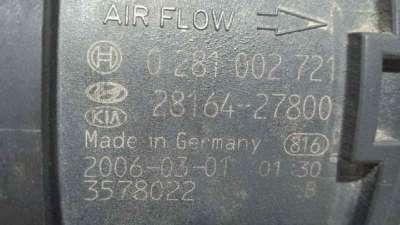 AIR FLOW
0 281 002 721
28164-27800
KIA
Made in Germany 816
2006-03-01 01:30
3578022 B